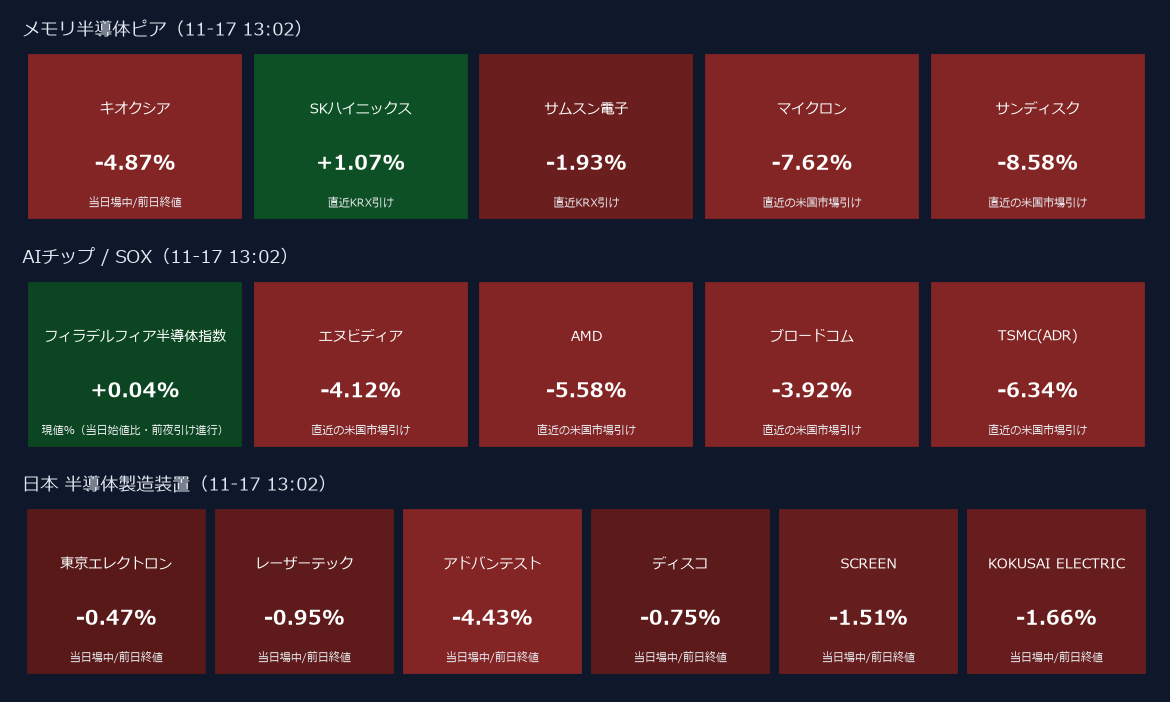 メモリ半導体ピア（11-17 13:02）
キオクシア
-4.87%
当日場中/前日終値
SKハイニックス
+1.07%
直近KRX引け
サムスン電子
-1.93%
直近KRX引け
マイクロン
-7.62%
直近の米国市場引け
サンディスク
-8.58%
直近の米国市場引け
AIチップ / SOX（11-17 13:02）
フィラデルフィア半導体指数
+0.04%
現値%（当日始値比・前夜引け進行）
エヌビディア
-4.12%
直近の米国市場引け
AMD
-5.58%
直近の米国市場引け
ブロードコム
-3.92%
直近の米国市場引け
TSMC(ADR)
-6.34%
直近の米国市場引け
日本 半導体製造装置（11-17 13:02）
東京エレクトロン
-0.47%
当日場中/前日終値
レーザーテック
-0.95%
当日場中/前日終値
アドバンテスト
-4.43%
当日場中/前日終値
ディスコ
-0.75%
当日場中/前日終値
SCREEN
-1.51%
当日場中/前日終値
KOKUSAI ELECTRIC
-1.66%
当日場中/前日終値